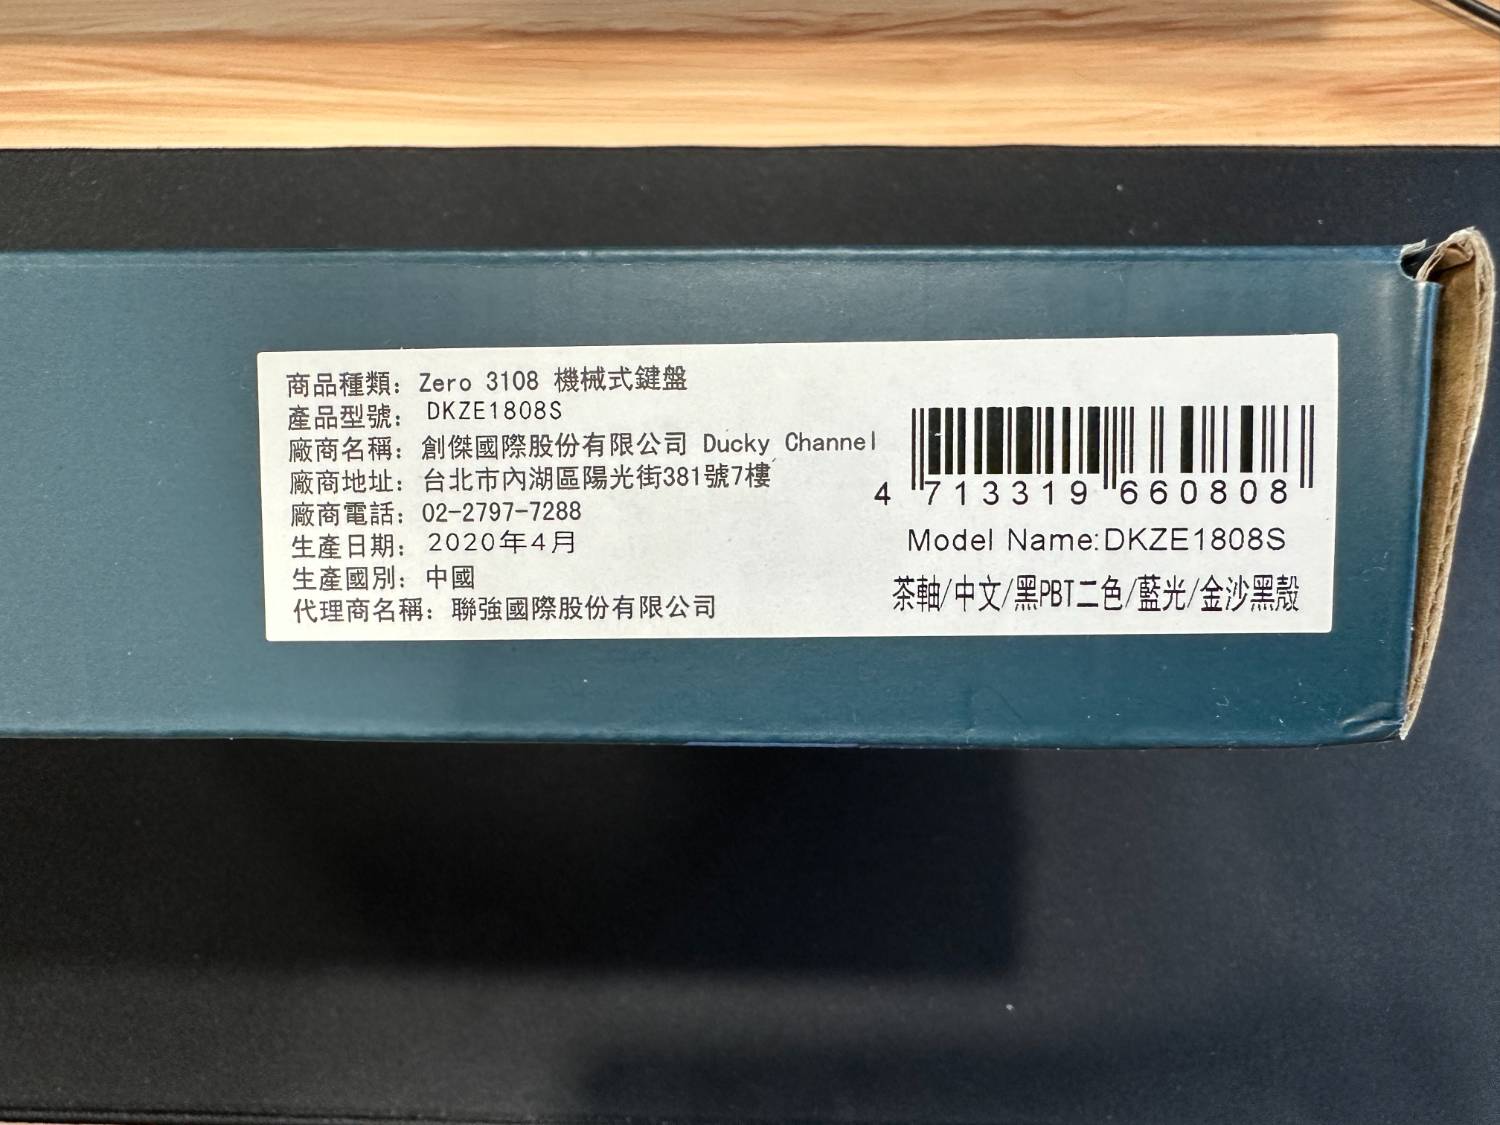 商品種類：Zero 3108 機械式鍵盤
產品型號：DKZE1808S
廠商名稱：創傑國際股份有限公司 Ducky Channel
廠商地址：台北市內湖區陽光街381號7樓
廠商電話：02-2797-7288
生產日期：2020年4月
生產國別：中國
代理商名稱：聯強國際股份有限公司
4 713319 660808
Model Name:DKZE1808S
茶軸/中文/黑PBT二色/藍光/金沙黑殼